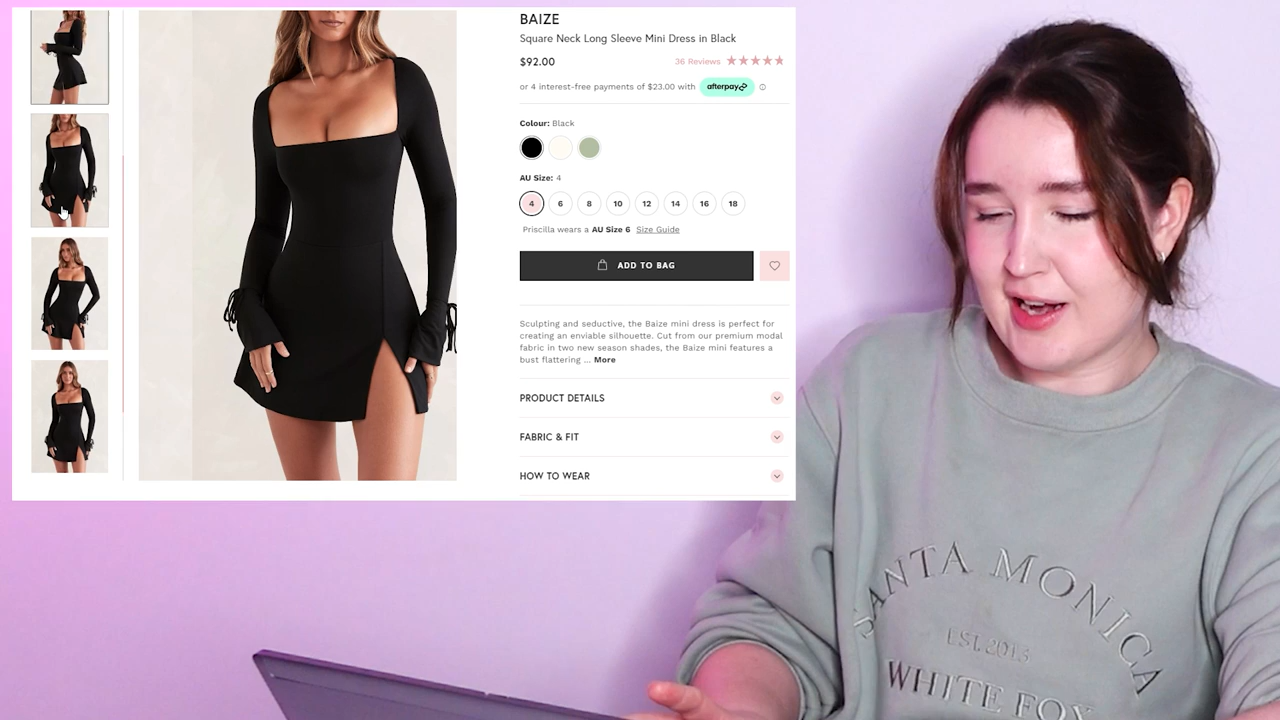 BAIZE
Square Neck Long Sleeve Mini Dress in Black
$92.00
36 Reviews
or 4 interest-free payments of $23.00 with afterpay
Colour: Black
AU Size: 4
4 6 8 10 12 14 16 18
Priscilla wears a AU Size 6 Size Guide
ADD TO BAG
Sculpting and seductive, the Baize mini dress is perfect for
creating an enviable silhouette. Cut from our premium modal
fabric in two new season shades, the Baize mini features a
bust flattering ... More
PRODUCT DETAILS
FABRIC & FIT
HOW TO WEAR
SANTA MONICA
EST. 2013
WHITE FOX